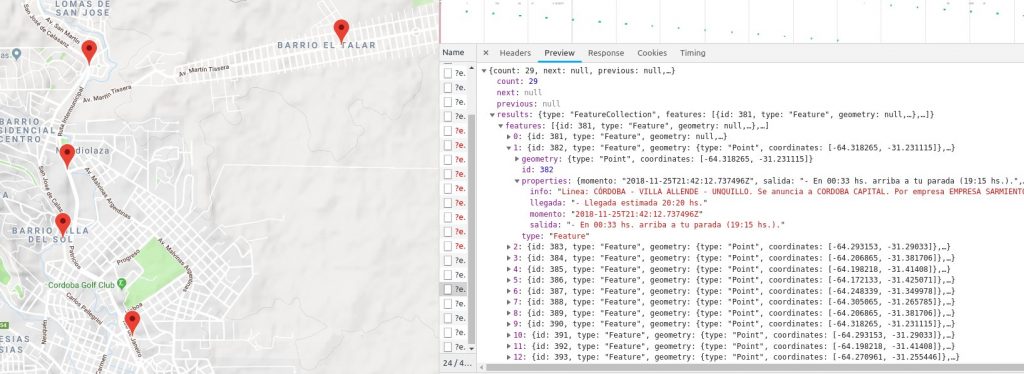 LOMAS DE
SAN JOSE
Av. San Martín
San José de Calasanz
BARRIO EL TALAR
Av. Martín Tissera
Av. Martín Tissera
Ruta Intermunicipal
BARRIO
RESIDENCIAL
CENTRO
Mendiolaza
San José de Calasanz
Av. Malvinas Argentinas
BARRIO VILLA
DEL SOL
Padre Luchesse
Progreso
Av. Malvinas Argentinas
Cordoba Golf Club
Carlos Pellegrini
Lisboa
Río de Janeiro
Neuquen
Carmen
E54
IGLESIAS
Name
× Headers Preview Response Cookies Timing
?e.
{count: 29, next: null, previous: null,…}
count: 29
next: null
previous: null
results: {type: "FeatureCollection", features: [{id: 381, type: "Feature", geometry: null,…},…]}
features: [{id: 381, type: "Feature", geometry: null,…},…]
0: {id: 381, type: "Feature", geometry: null,…}
1: {id: 382, type: "Feature", geometry: {type: "Point", coordinates: [-64.318265, -31.231115]},…}
geometry: {type: "Point", coordinates: [-64.318265, -31.231115]}
id: 382
properties: {momento: "2018-11-25T21:42:12.737496Z", salida: "- En 00:33 hs. arriba a tu parada (19:15 hs.).",…
info: "Linea: CÓRDOBA - VILLA ALLENDE - UNQUILLO. Se anuncia a CORDOBA CAPITAL. Por empresa EMPRESA SARMIENTO
llegada: "- Llegada estimada 20:20 hs."
momento: "2018-11-25T21:42:12.737496Z"
salida: "- En 00:33 hs. arriba a tu parada (19:15 hs.)."
type: "Feature"
2: {id: 383, type: "Feature", geometry: {type: "Point", coordinates: [-64.293153, -31.29033]},…}
3: {id: 384, type: "Feature", geometry: {type: "Point", coordinates: [-64.206865, -31.381706]},…}
4: {id: 385, type: "Feature", geometry: {type: "Point", coordinates: [-64.198218, -31.41408]},…}
5: {id: 386, type: "Feature", geometry: {type: "Point", coordinates: [-64.172133, -31.425071]},…}
6: {id: 387, type: "Feature", geometry: {type: "Point", coordinates: [-64.248339, -31.349978]},…}
7: {id: 388, type: "Feature", geometry: {type: "Point", coordinates: [-64.305065, -31.265785]},…}
8: {id: 389, type: "Feature", geometry: {type: "Point", coordinates: [-64.206865, -31.381706]},…}
9: {id: 390, type: "Feature", geometry: {type: "Point", coordinates: [-64.318265, -31.231115]},…}
10: {id: 391, type: "Feature", geometry: {type: "Point", coordinates: [-64.293153, -31.29033]},…}
11: {id: 392, type: "Feature", geometry: {type: "Point", coordinates: [-64.198218, -31.41408]},…}
12: {id: 393, type: "Feature", geometry: {type: "Point", coordinates: [-64.270961, -31.255446]},…}
24 / 4…